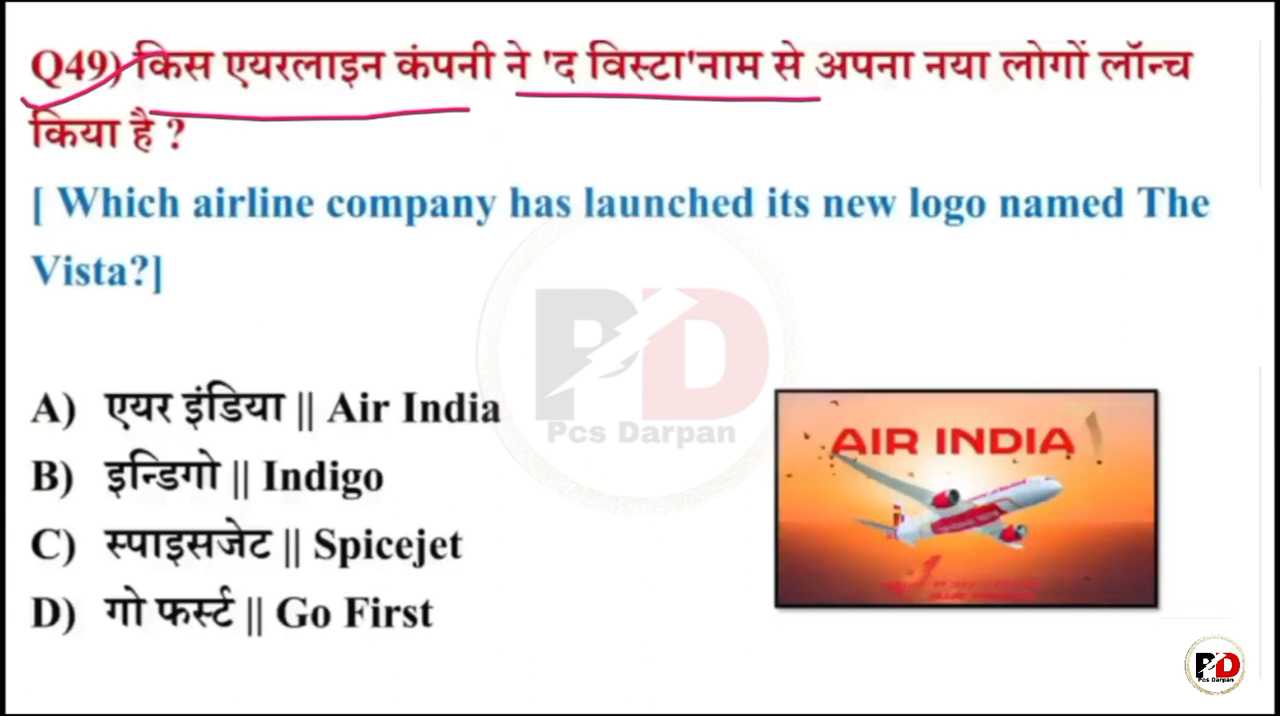 Q49) किस एयरलाइन कंपनी ने 'द विस्टा'नाम से अपना नया लोगों लॉन्च
किया है ?
[ Which airline company has launched its new logo named The
Vista?]
A) एयर इंडिया || Air India
B) इन्डिगो || Indigo
C) स्पाइसजेट || Spicejet
D) गो फर्स्ट || Go First
AIR INDIA
PD
Pcs Darpan
PD
Pcs Darpan